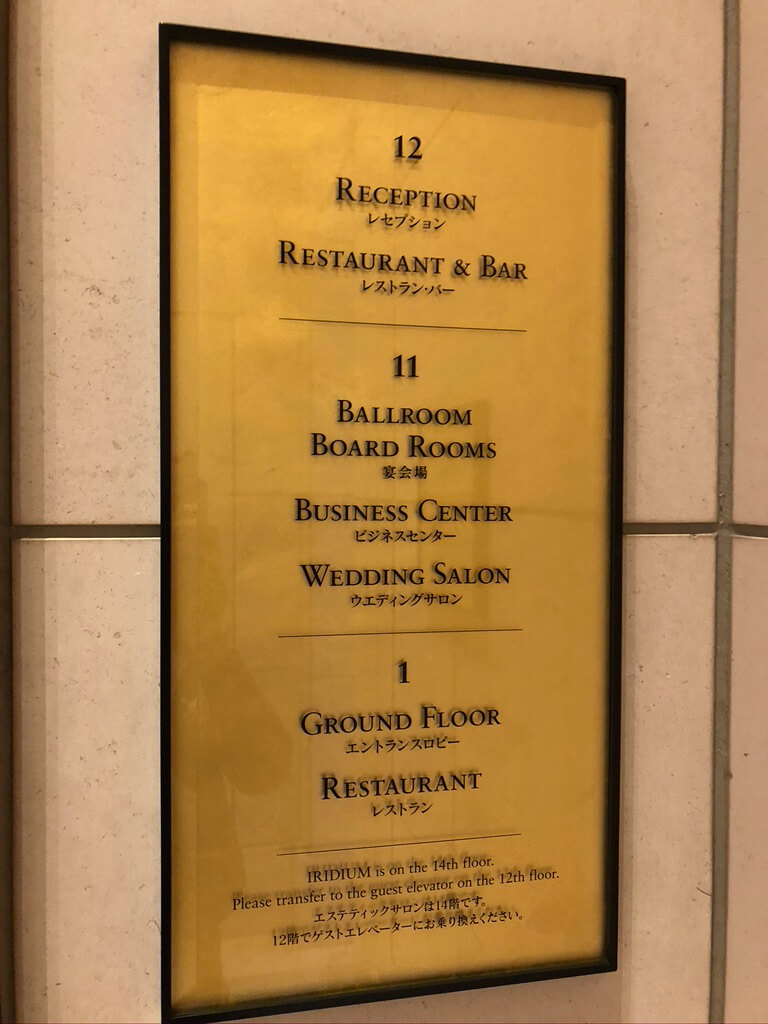 12
RECEPTION
レセプション
RESTAURANT & BAR
レストラン・バー
11
BALLROOM
BOARD ROOMS
宴会場
BUSINESS CENTER
ビジネスセンター
WEDDING SALON
ウエディングサロン
1
GROUND FLOOR
エントランスロビー
RESTAURANT
レストラン
IRIDIUM is on the 14th floor.
Please transfer to the guest elevator on the 12th floor.
エステティックサロンは14階です。
12階でゲストエレベーターにお乗り換えください。